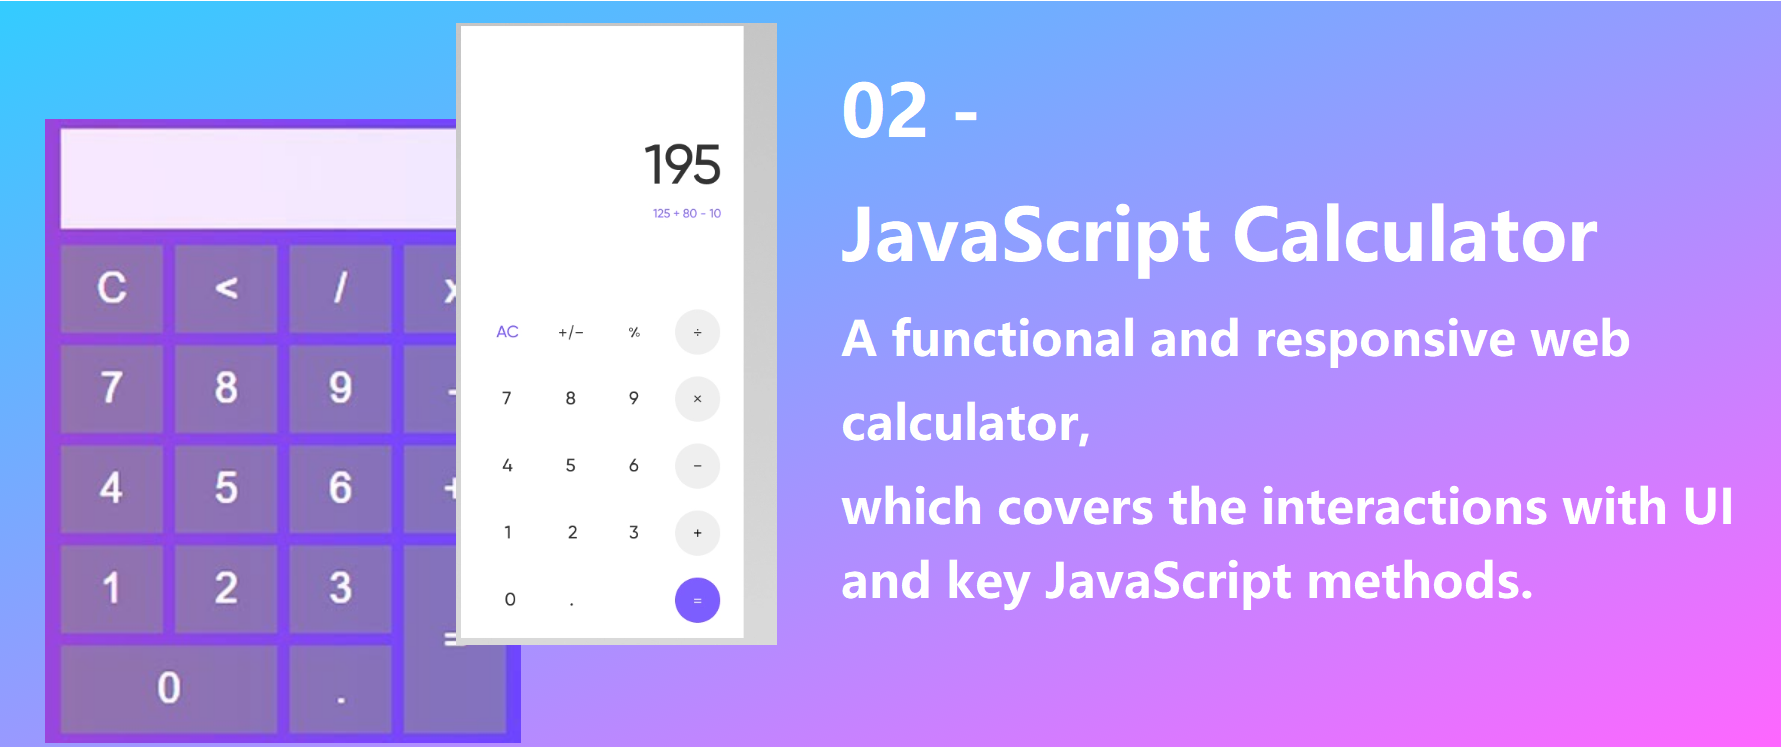 02 -
JavaScript Calculator
A functional and responsive web
calculator,
which covers the interactions with UI
and key JavaScript methods.
195
125 + 80 - 10
AC +/− % ÷
7 8 9 ×
4 5 6 −
1 2 3 +
0 . =
C < / x
7 8 9 -
4 5 6 +
1 2 3
=
0 .